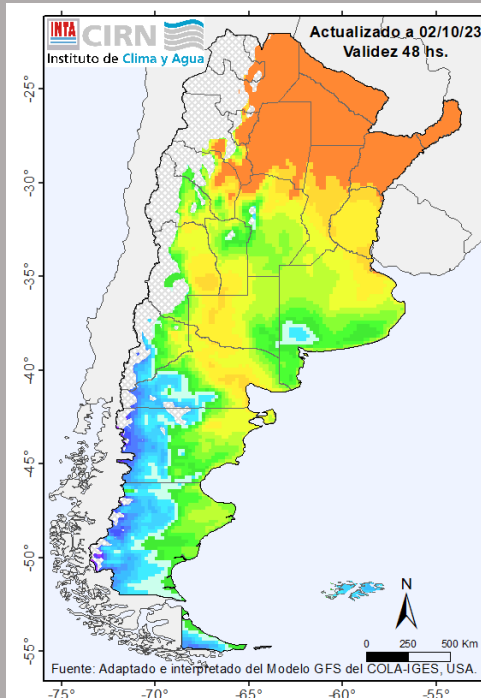 INTA CIRN
Instituto de Clima y Agua
Actualizado a 02/10/23
Validez 48 hs.
-25°
-30°
-35°
-40°
-45°
-50°
-55°
N
0 250 500 Km
Fuente: Adaptado e interpretado del Modelo GFS del COLA-IGES, USA.
-75° -70° -65° -60° -55°